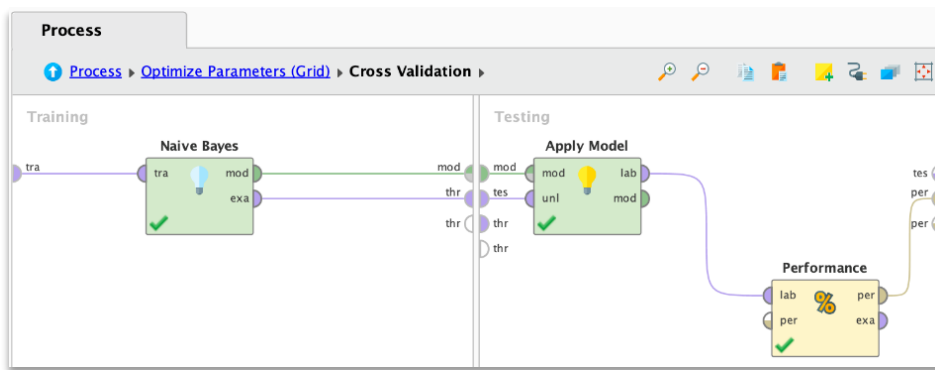 Process
Process ▸ Optimize Parameters (Grid) ▸ Cross Validation ▸
Training
Testing
Naive Bayes
Apply Model
tra
tra
mod
exa
mod
thr
thr
mod
tes
thr
thr
mod
unl
lab
mod
tes
per
per
Performance
%
lab
per
per
exa